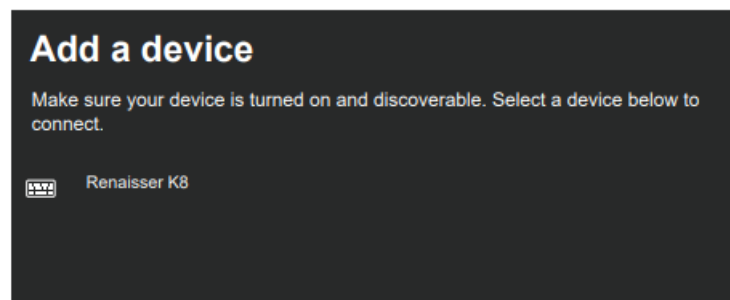 Add a device
Make sure your device is turned on and discoverable. Select a device below to
connect.
Renaisser K8